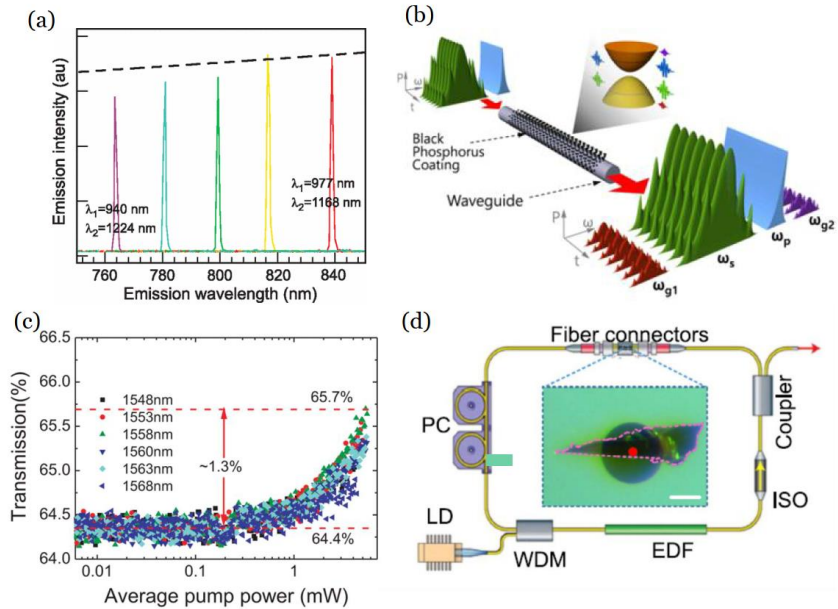 (a)
Emission intensity (au)
λ1=940 nm
λ2=1224 nm
λ1=977 nm
λ2=1168 nm
760 780 800 820 840
Emission wavelength (nm)
(b)
P
ω
t
Black
Phosphorus
Coating
Waveguide
P
ω
t
ωg1
ωs
ωp
ωg2
(c)
Transmission(%)
66.5
66.0
65.5
65.0
64.5
64.0
1548nm
1553nm
1558nm
1560nm
1563nm
1568nm
65.7%
~1.3%
64.4%
0.01 0.1 1
Average pump power (mW)
(d)
Fiber connectors
PC
Coupler
ISO
LD
WDM
EDF